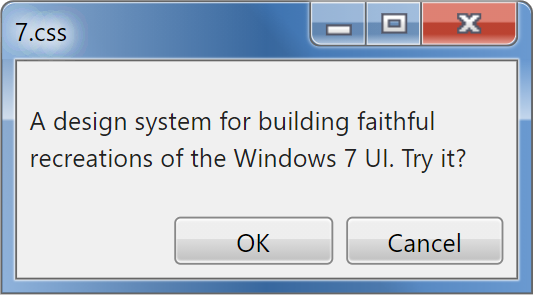 7.css
A design system for building faithful
recreations of the Windows 7 UI. Try it?
OK
Cancel